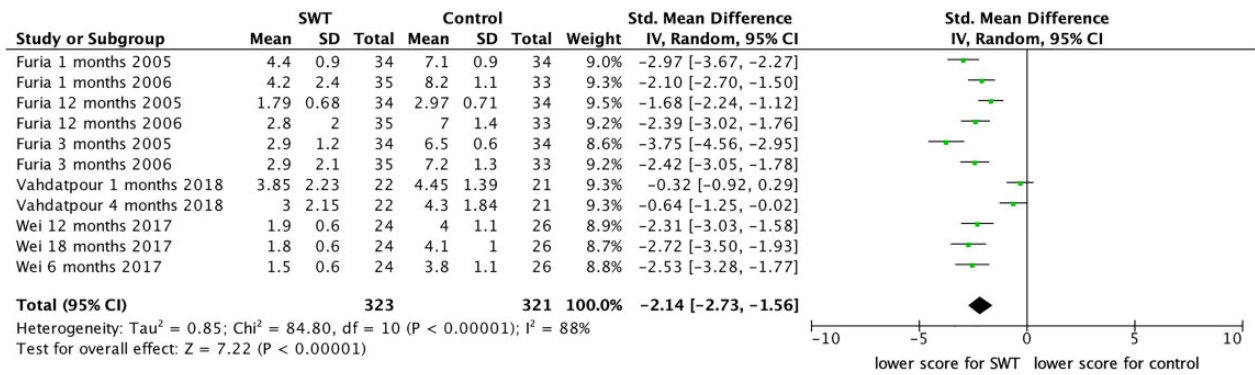 SWT Control Std. Mean Difference Std. Mean Difference
Study or Subgroup Mean SD Total Mean SD Total Weight IV, Random, 95% CI IV, Random, 95% CI
Furia 1 months 2005 4.4 0.9 34 7.1 0.9 34 9.0% -2.97 [-3.67, -2.27]
Furia 1 months 2006 4.2 2.4 35 8.2 1.1 33 9.3% -2.10 [-2.70, -1.50]
Furia 12 months 2005 1.79 0.68 34 2.97 0.71 34 9.5% -1.68 [-2.24, -1.12]
Furia 12 months 2006 2.8 2 35 7 1.4 33 9.2% -2.39 [-3.02, -1.76]
Furia 3 months 2005 2.9 1.2 34 6.5 0.6 34 8.6% -3.75 [-4.56, -2.95]
Furia 3 months 2006 2.9 2.1 35 7.2 1.3 33 9.2% -2.42 [-3.05, -1.78]
Vahdatpour 1 months 2018 3.85 2.23 22 4.45 1.39 21 9.3% -0.32 [-0.92, 0.29]
Vahdatpour 4 months 2018 3 2.15 22 4.3 1.84 21 9.2% -0.64 [-1.25, -0.02]
Wei 12 months 2017 1.9 0.6 24 4 1.1 26 8.9% -2.31 [-3.03, -1.58]
Wei 18 months 2017 1.8 0.6 24 4.1 1 26 8.7% -2.72 [-3.50, -1.93]
Wei 6 months 2017 1.5 0.6 24 3.8 1.1 26 8.8% -2.53 [-3.28, -1.77]
Total (95% CI) 323 321 100.0% -2.14 [-2.73, -1.56]
Heterogeneity: Tau² = 0.85; Chi² = 84.80, df = 10 (P < 0.00001); I² = 88%
Test for overall effect: Z = 7.22 (P < 0.00001)
-10 -5 0 5 10
lower score for SWT lower score for control